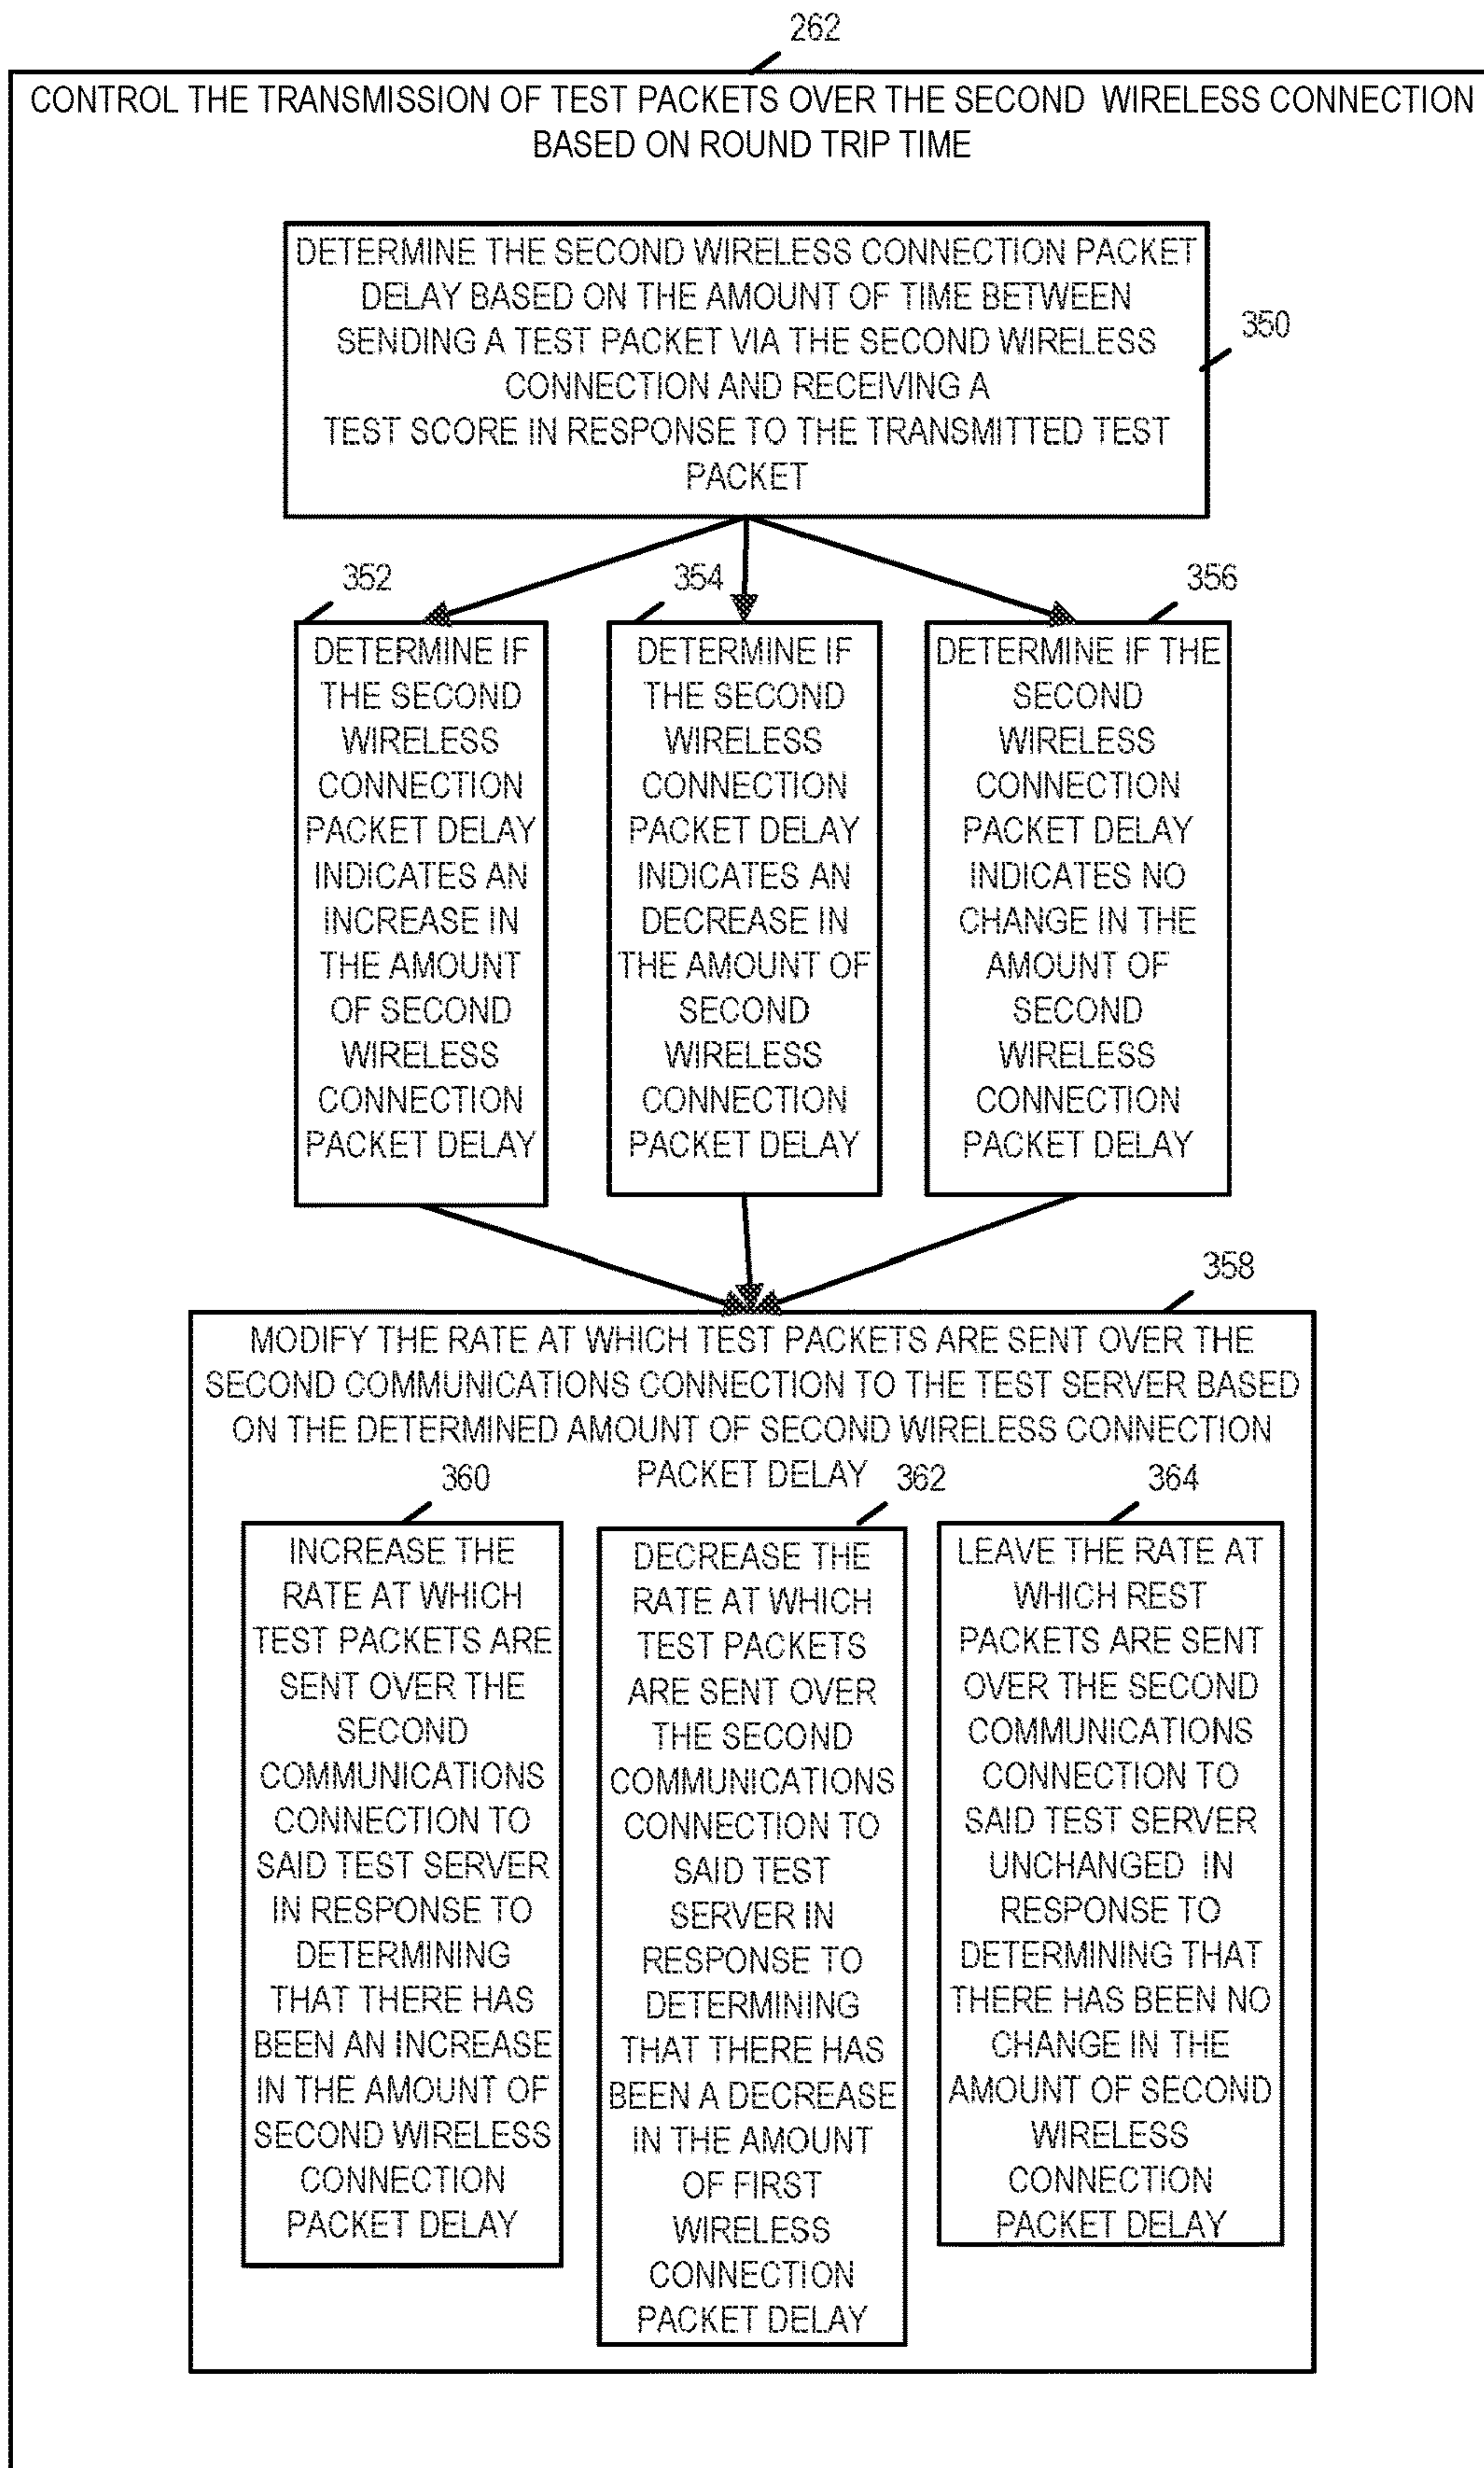 262
CONTROL THE TRANSMISSION OF TEST PACKETS OVER THE SECOND WIRELESS CONNECTION
BASED ON ROUND TRIP TIME
DETERMINE THE SECOND WIRELESS CONNECTION PACKET
DELAY BASED ON THE AMOUNT OF TIME BETWEEN
SENDING A TEST PACKET VIA THE SECOND WIRELESS
CONNECTION AND RECEIVING A
TEST SCORE IN RESPONSE TO THE TRANSMITTED TEST
PACKET
350
352
DETERMINE IF
THE SECOND
WIRELESS
CONNECTION
PACKET DELAY
INDICATES AN
INCREASE IN
THE AMOUNT
OF SECOND
WIRELESS
CONNECTION
PACKET DELAY
354
DETERMINE IF
THE SECOND
WIRELESS
CONNECTION
PACKET DELAY
INDICATES AN
DECREASE IN
THE AMOUNT OF
SECOND
WIRELESS
CONNECTION
PACKET DELAY
356
DETERMINE IF THE
SECOND
WIRELESS
CONNECTION
PACKET DELAY
INDICATES NO
CHANGE IN THE
AMOUNT OF
SECOND
WIRELESS
CONNECTION
PACKET DELAY
358
MODIFY THE RATE AT WHICH TEST PACKETS ARE SENT OVER THE
SECOND COMMUNICATIONS CONNECTION TO THE TEST SERVER BASED
ON THE DETERMINED AMOUNT OF SECOND WIRELESS CONNECTION
PACKET DELAY
360
INCREASE THE
RATE AT WHICH
TEST PACKETS ARE
SENT OVER THE
SECOND
COMMUNICATIONS
CONNECTION TO
SAID TEST SERVER
IN RESPONSE TO
DETERMINING
THAT THERE HAS
BEEN AN INCREASE
IN THE AMOUNT OF
SECOND WIRELESS
CONNECTION
PACKET DELAY
362
DECREASE THE
RATE AT WHICH
TEST PACKETS
ARE SENT OVER
THE SECOND
COMMUNICATIONS
CONNECTION TO
SAID TEST
SERVER IN
RESPONSE TO
DETERMINING
THAT THERE HAS
BEEN A DECREASE
IN THE AMOUNT
OF FIRST
WIRELESS
CONNECTION
PACKET DELAY
364
LEAVE THE RATE AT
WHICH REST
PACKETS ARE SENT
OVER THE SECOND
COMMUNICATIONS
CONNECTION TO
SAID TEST SERVER
UNCHANGED IN
RESPONSE TO
DETERMINING THAT
THERE HAS BEEN NO
CHANGE IN THE
AMOUNT OF SECOND
WIRELESS
CONNECTION
PACKET DELAY